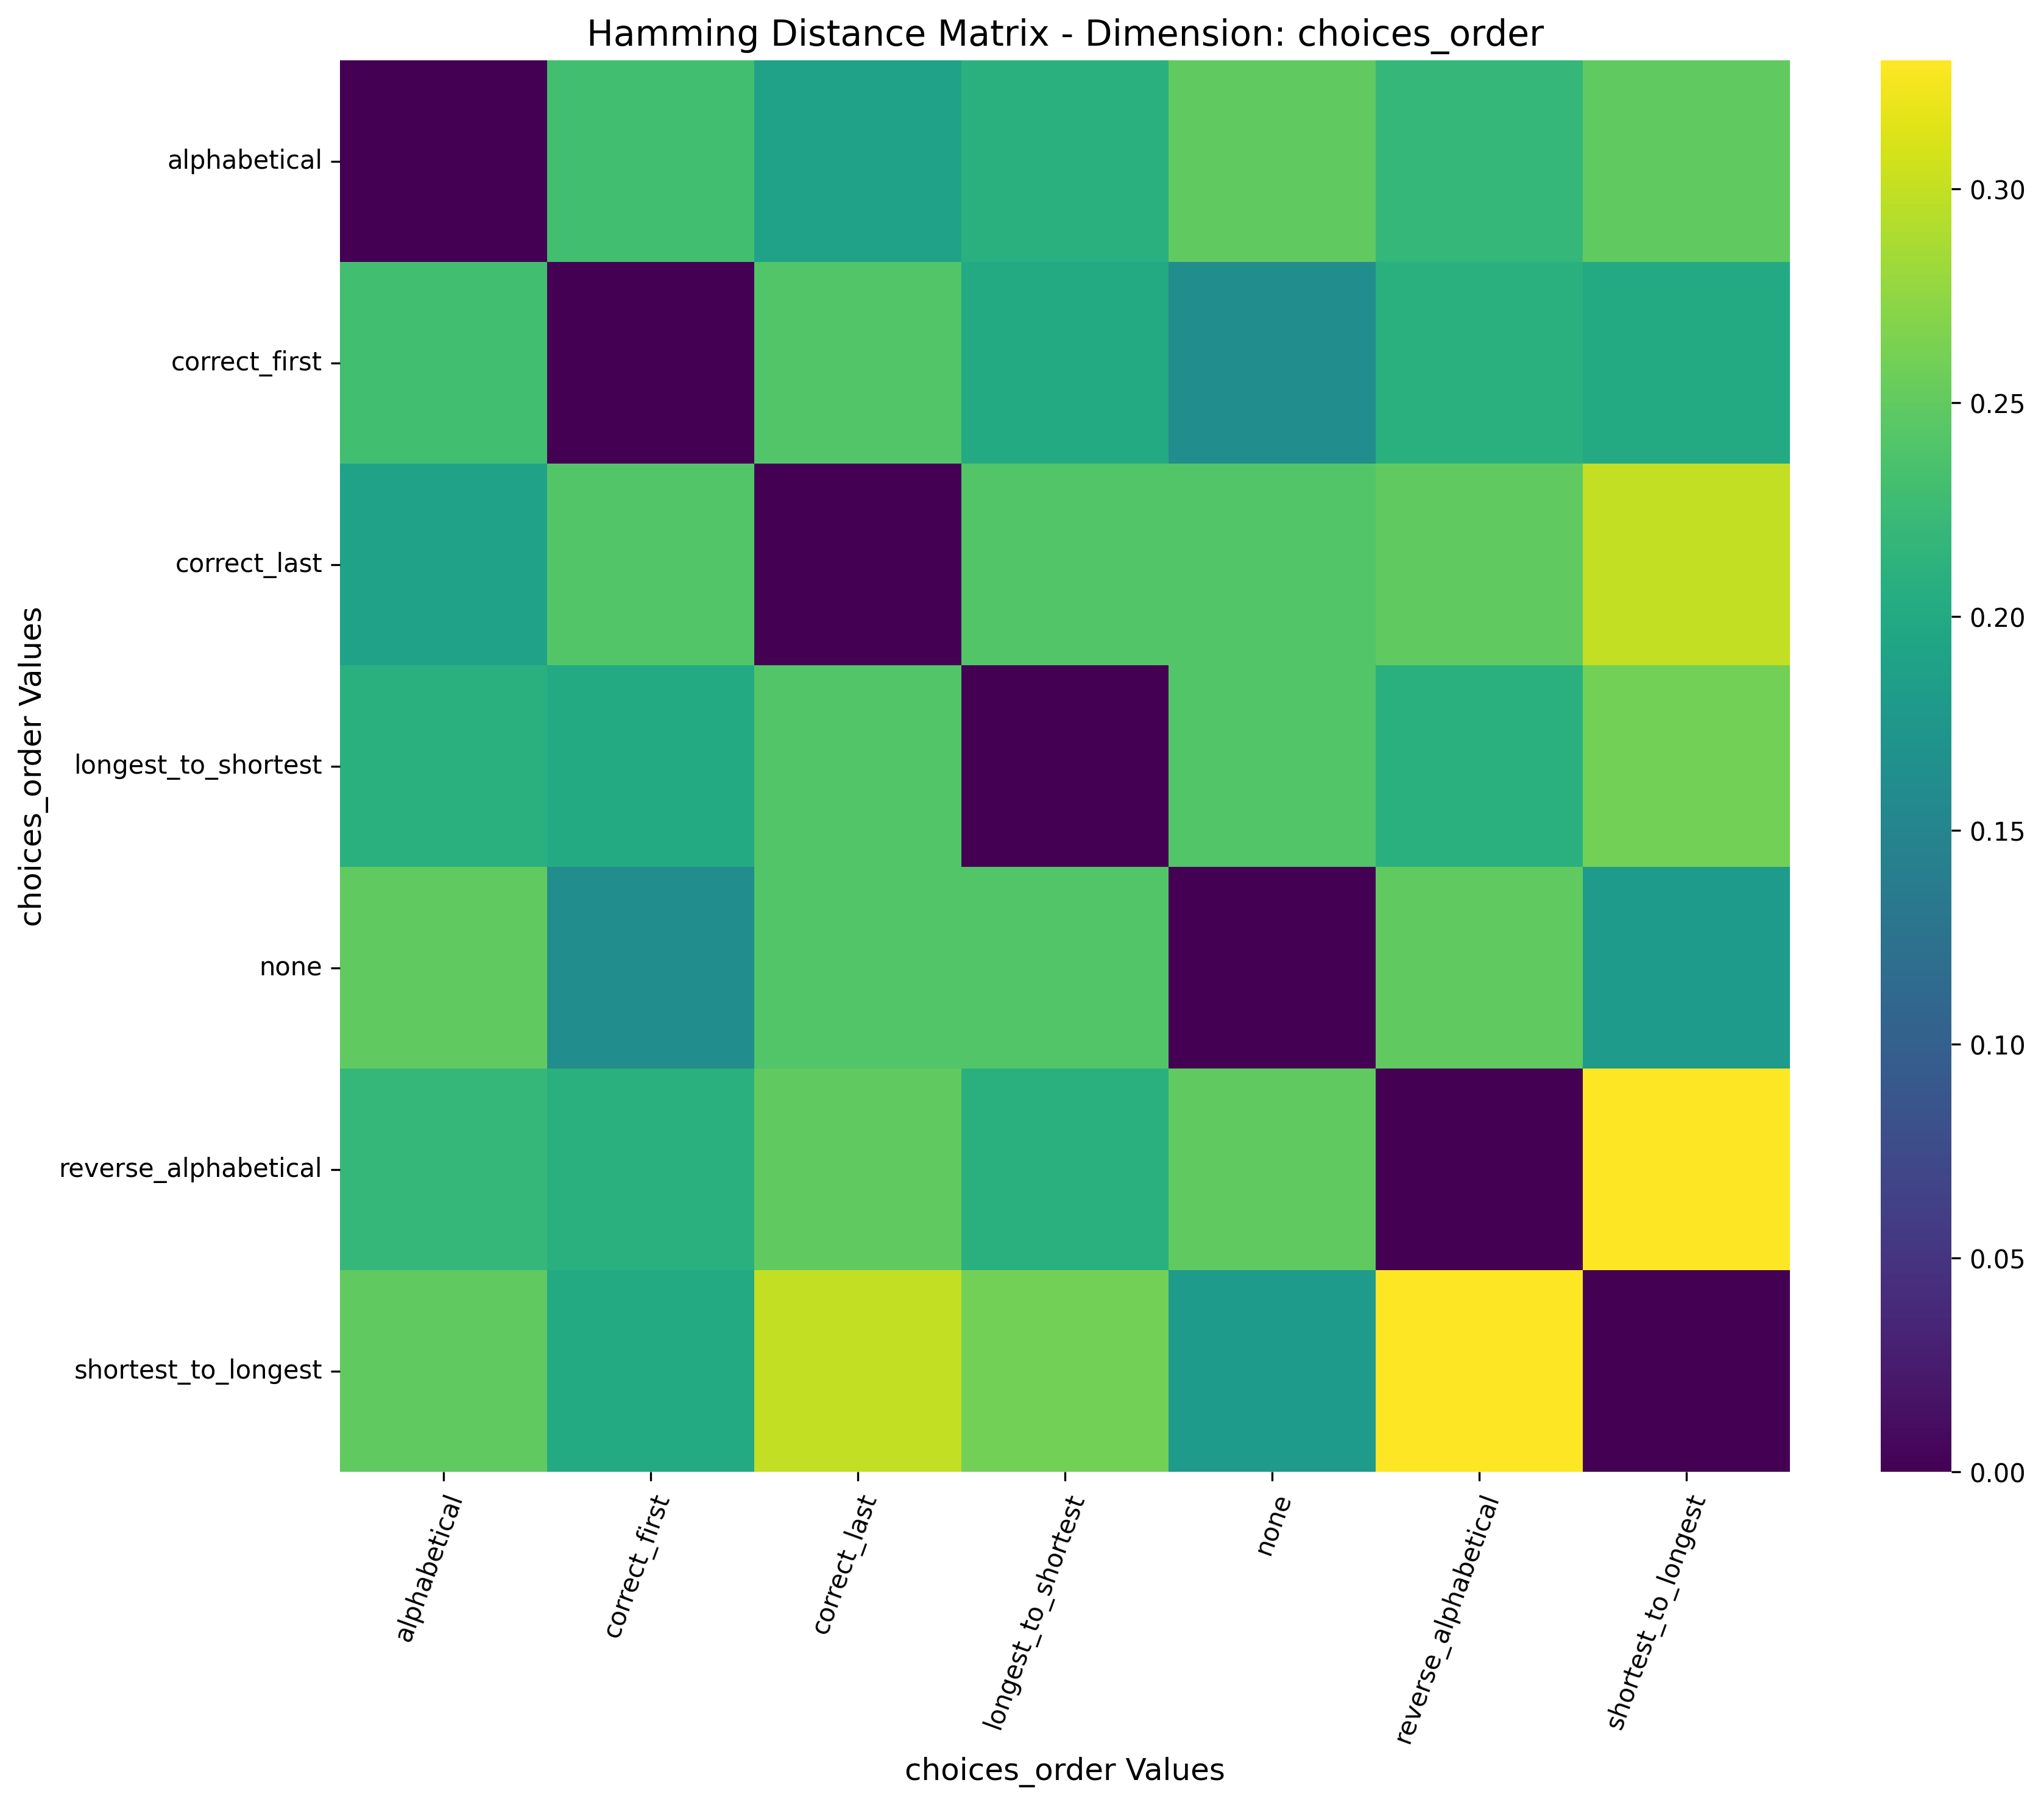 Hamming Distance Matrix - Dimension: choices_order
choices_order Values
alphabetical
correct_first
correct_last
longest_to_shortest
none
reverse_alphabetical
shortest_to_longest
alphabetical
correct_first
correct_last
longest_to_shortest
none
reverse_alphabetical
shortest_to_longest
choices_order Values
0.30
0.25
0.20
0.15
0.10
0.05
0.00